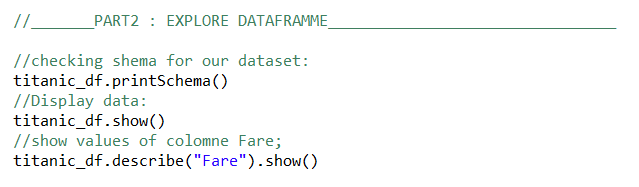 //_______PART2 : EXPLORE DATAFRAMME________________________________
//checking shema for our dataset:
titanic_df.printSchema()
//Display data:
titanic_df.show()
//show values of colomne Fare;
titanic_df.describe("Fare").show()